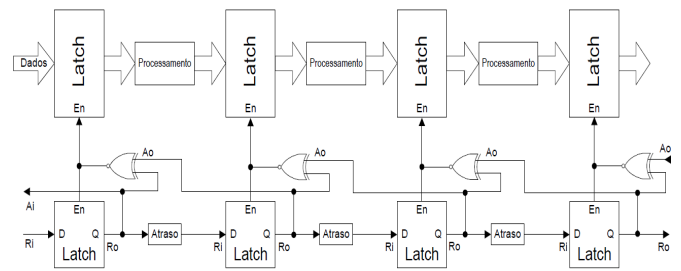 Dados
Latch
En
Processamento
Latch
En
Processamento
Latch
En
Processamento
Latch
En
Ao
Ao
Ao
Ao
Ai
En
D Q
Latch
Ri
Ro
Atraso
Ri
En
D Q
Latch
Ro
Atraso
Ri
En
D Q
Latch
Ro
Atraso
Ri
En
D Q
Latch
Ro